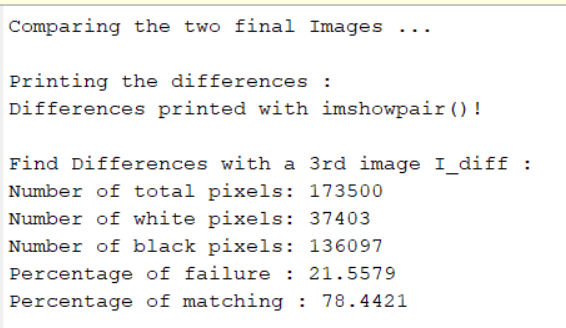 Comparing the two final Images ...
Printing the differences :
Differences printed with imshowpair()!
Find Differences with a 3rd image I_diff :
Number of total pixels: 173500
Number of white pixels: 37403
Number of black pixels: 136097
Percentage of failure : 21.5579
Percentage of matching : 78.4421